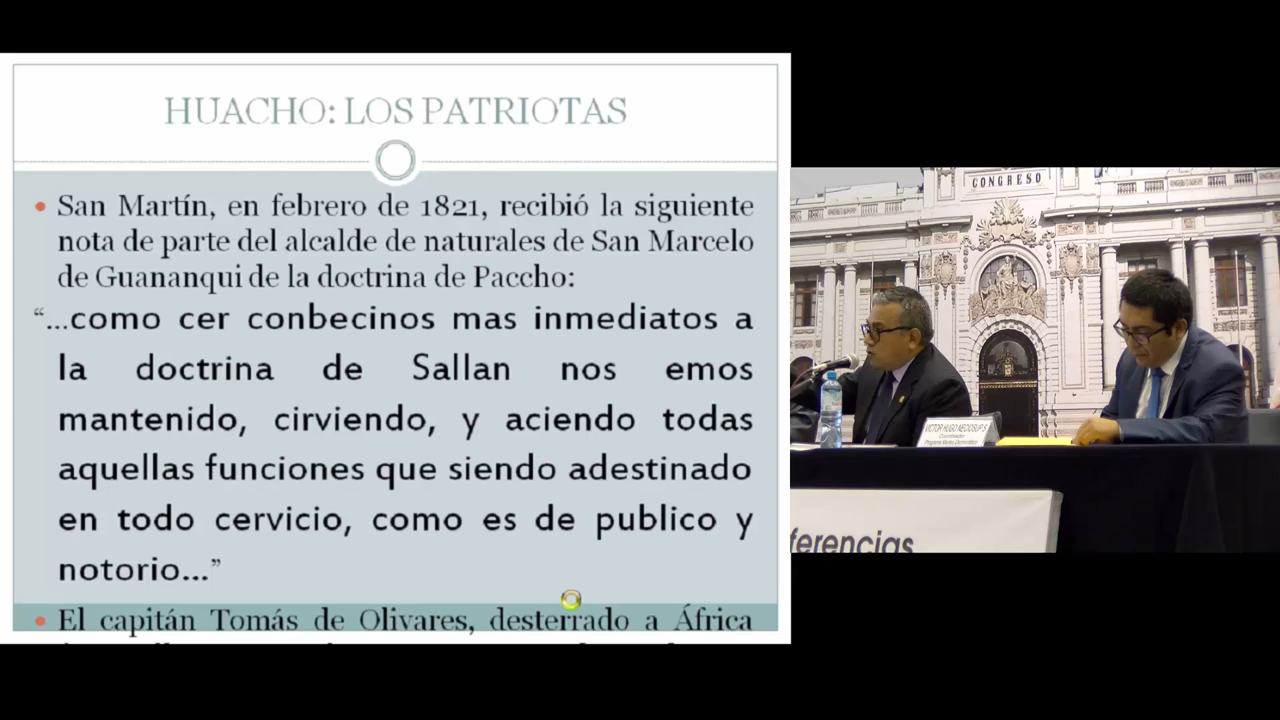 HUACHO: LOS PATRIOTAS
• San Martín, en febrero de 1821, recibió la siguiente
nota de parte del alcalde de naturales de San Marcelo
de Guananqui de la doctrina de Paccho:
“...como cer conbecinos mas inmediatos a
la doctrina de Sallan nos emos
mantenido, cirviendo, y aciendo todas
aquellas funciones que siendo adestinado
en todo cervicio, como es de publico y
notorio...”
• El capitán Tomás de Olivares, desterrado a África
CONGRESO
VICTOR HUGO
ferencias